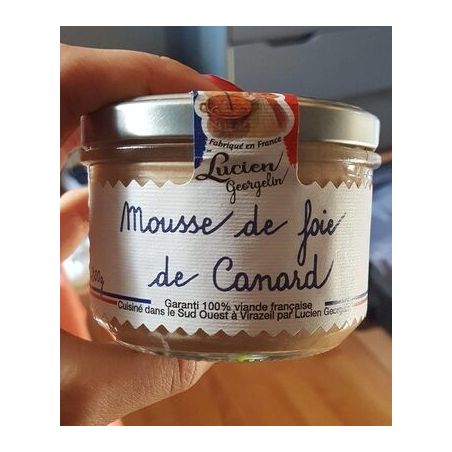 Fabriqué en France
Lucien
Georgelin
Mousse de foie
de Canard
Garanti 100% viande française
Cuisiné dans le Sud Ouest à Virazeil par Lucien